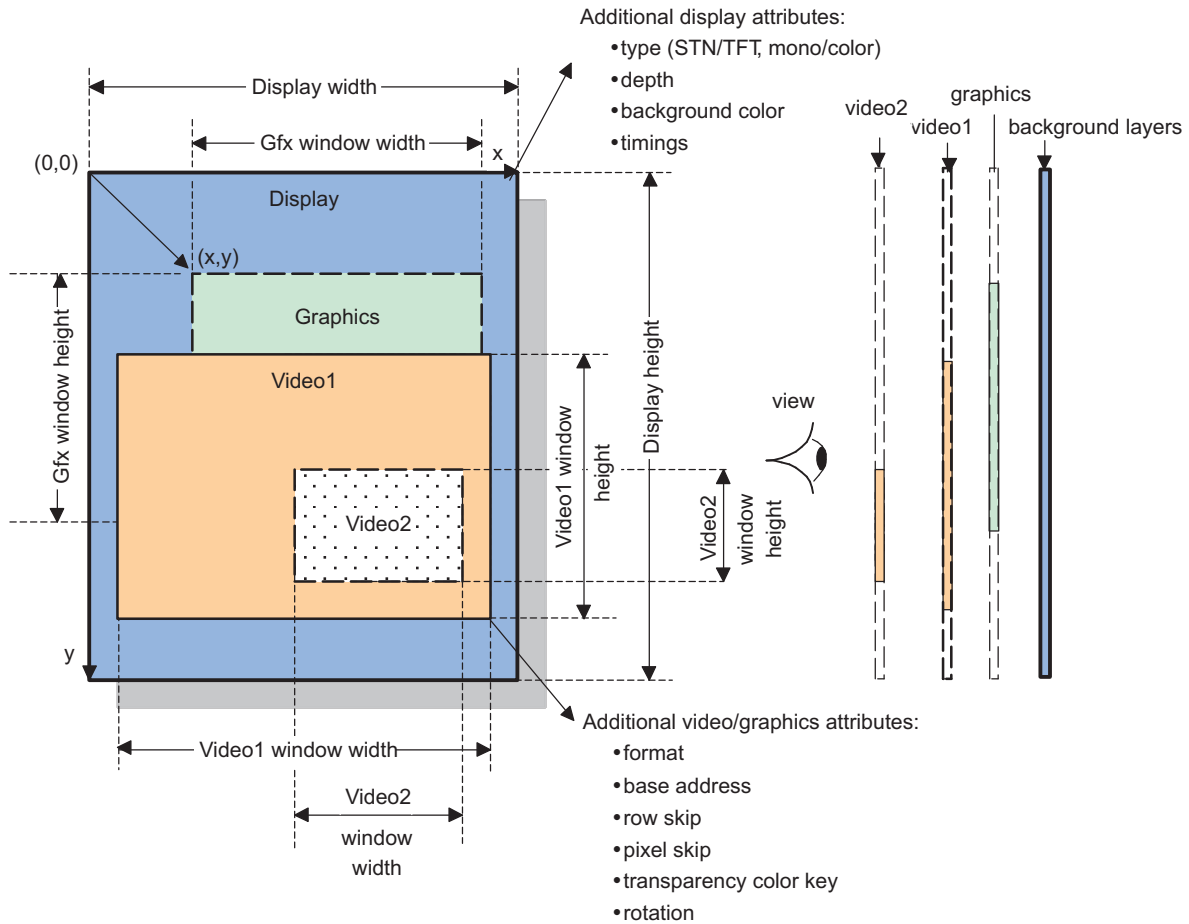 Additional display attributes:
•type (STN/TFT, mono/color)
•depth
•background color
•timings
Display width
Gfx window width
(0,0)
x
Display
(x,y)
Graphics
Gfx window height
Video1
Video2
y
Video1 window
height
Display height
Video2
window
height
view
video2
video1
graphics
background layers
Video1 window width
Video2
window
width
Additional video/graphics attributes:
•format
•base address
•row skip
•pixel skip
•transparency color key
•rotation